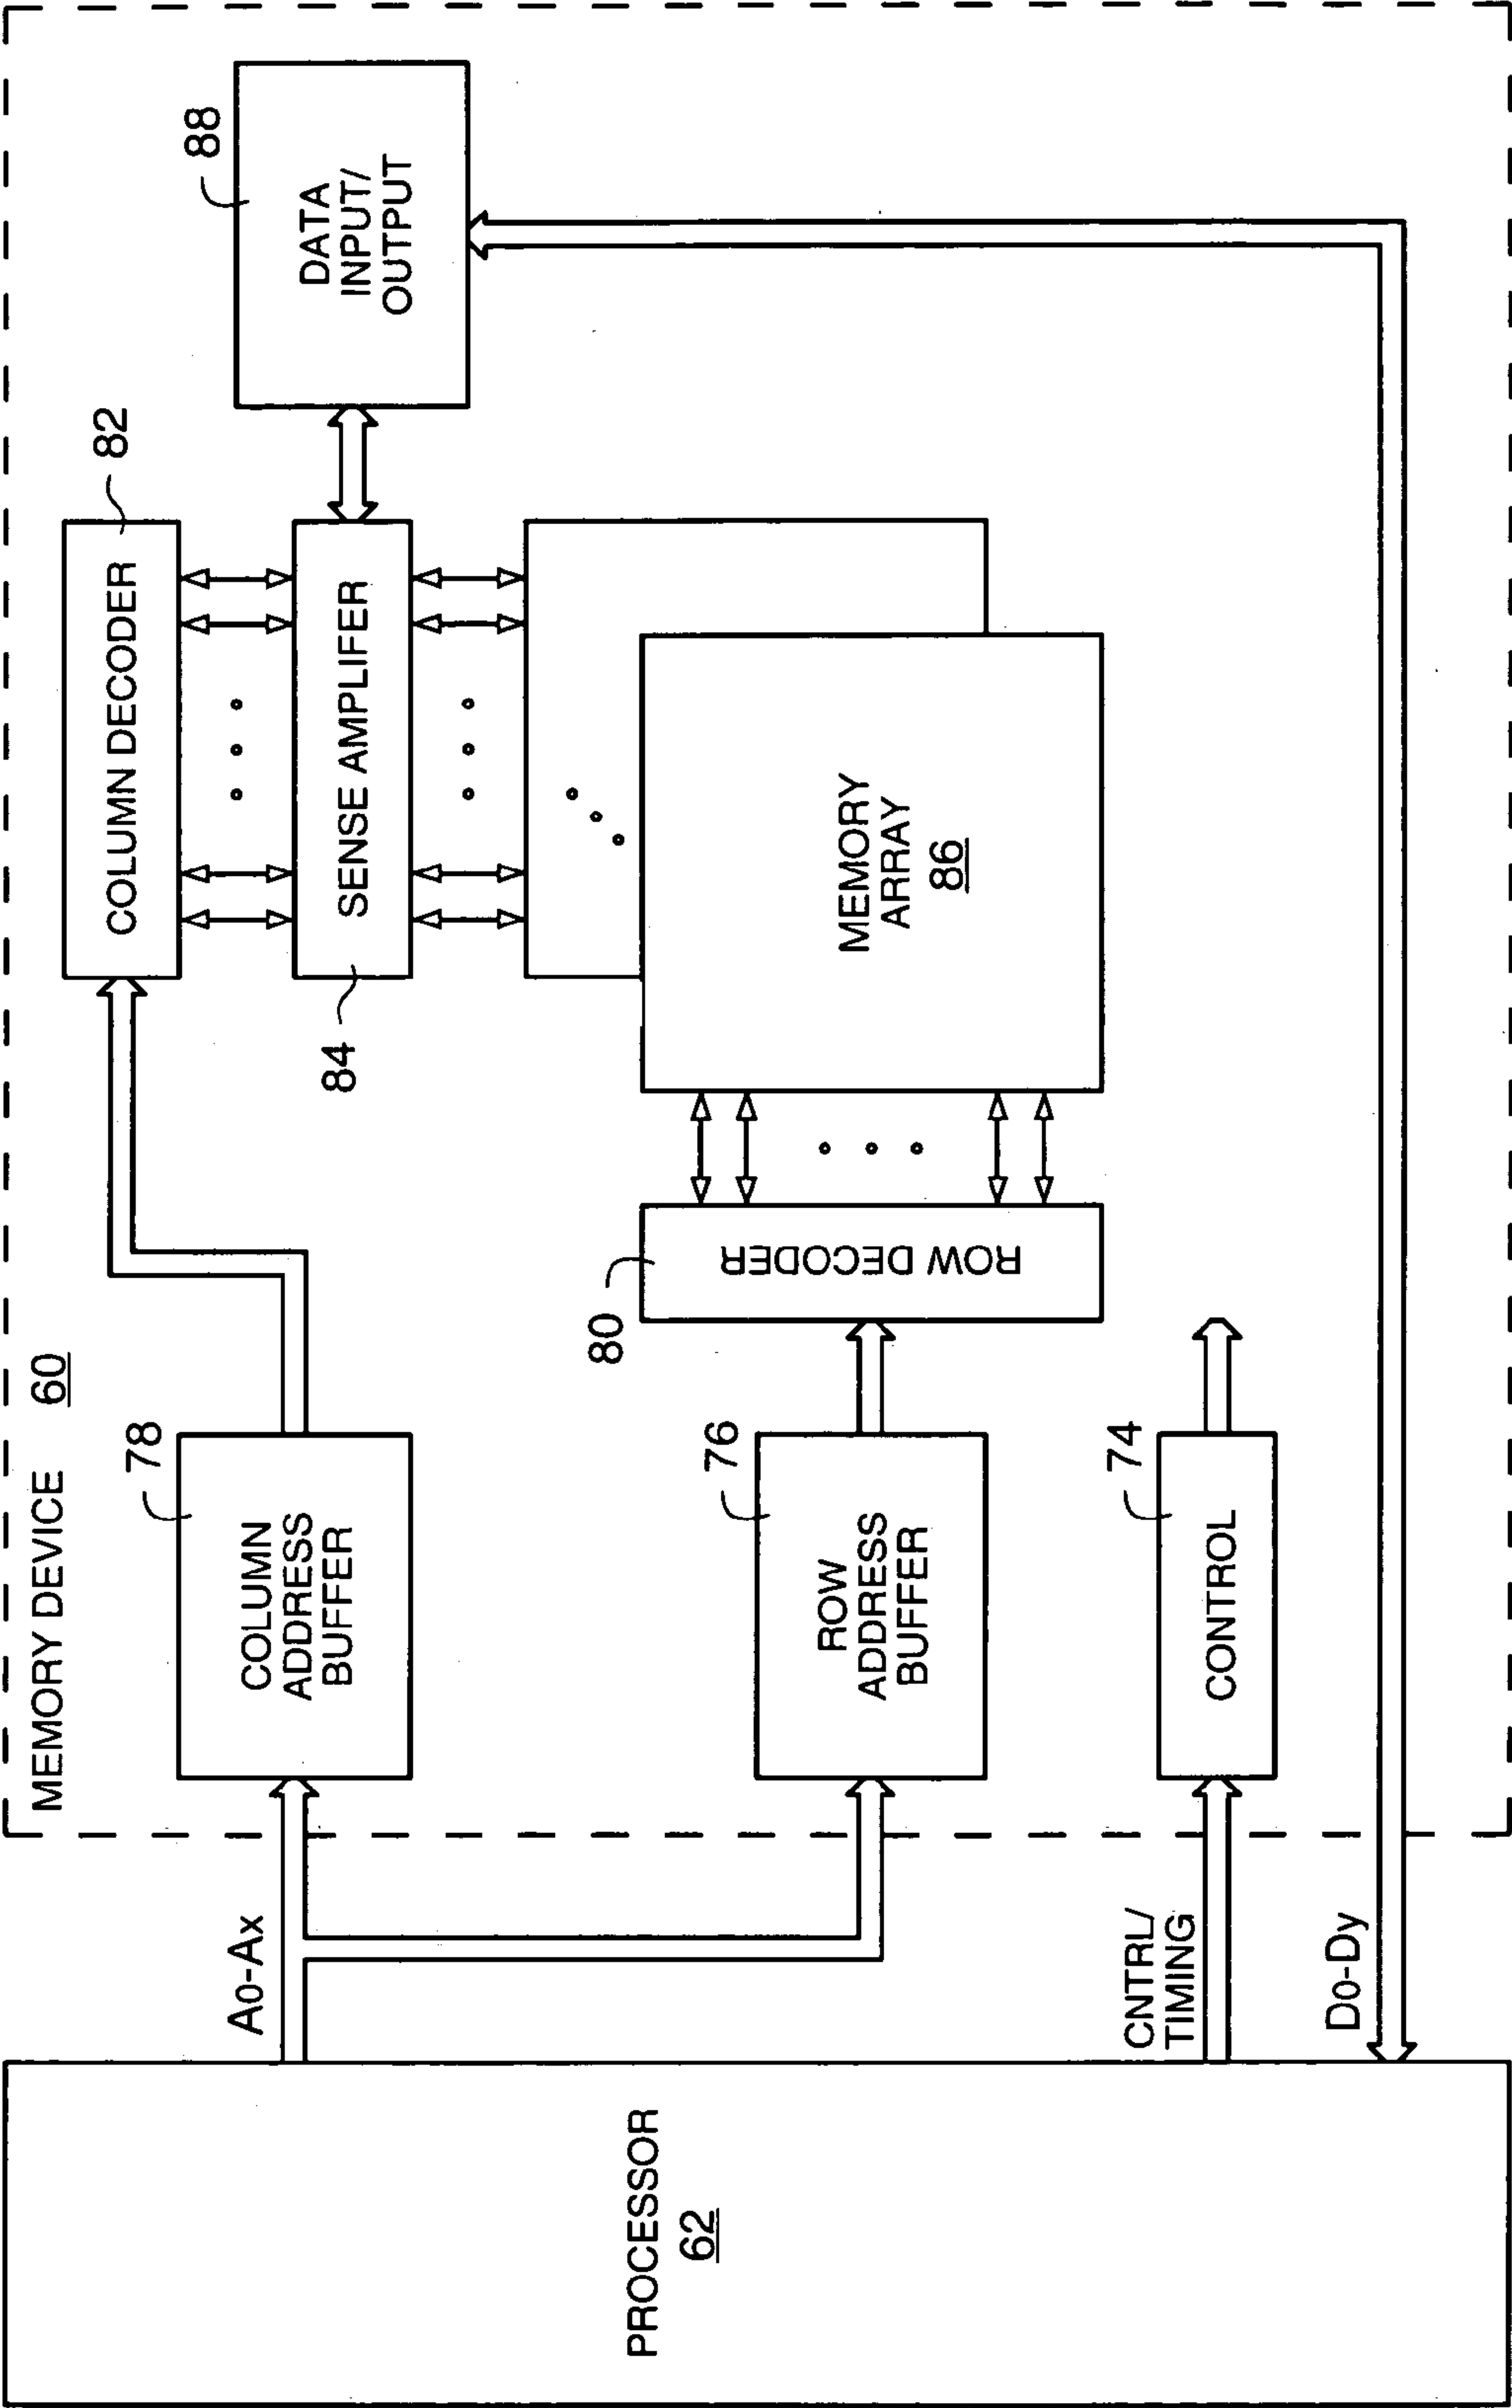 MEMORY DEVICE 60
COLUMN DECODER
82
88
DATA
INPUT/
OUTPUT
78
COLUMN
ADDRESS
BUFFER
A0-Ax
SENSE AMPLIFER
84
PROCESSOR
62
80
ROW DECODER
76
ROW
ADDRESS
BUFFER
MEMORY
ARRAY
86
CNTRL/
TIMING
74
CONTROL
D0-Dy